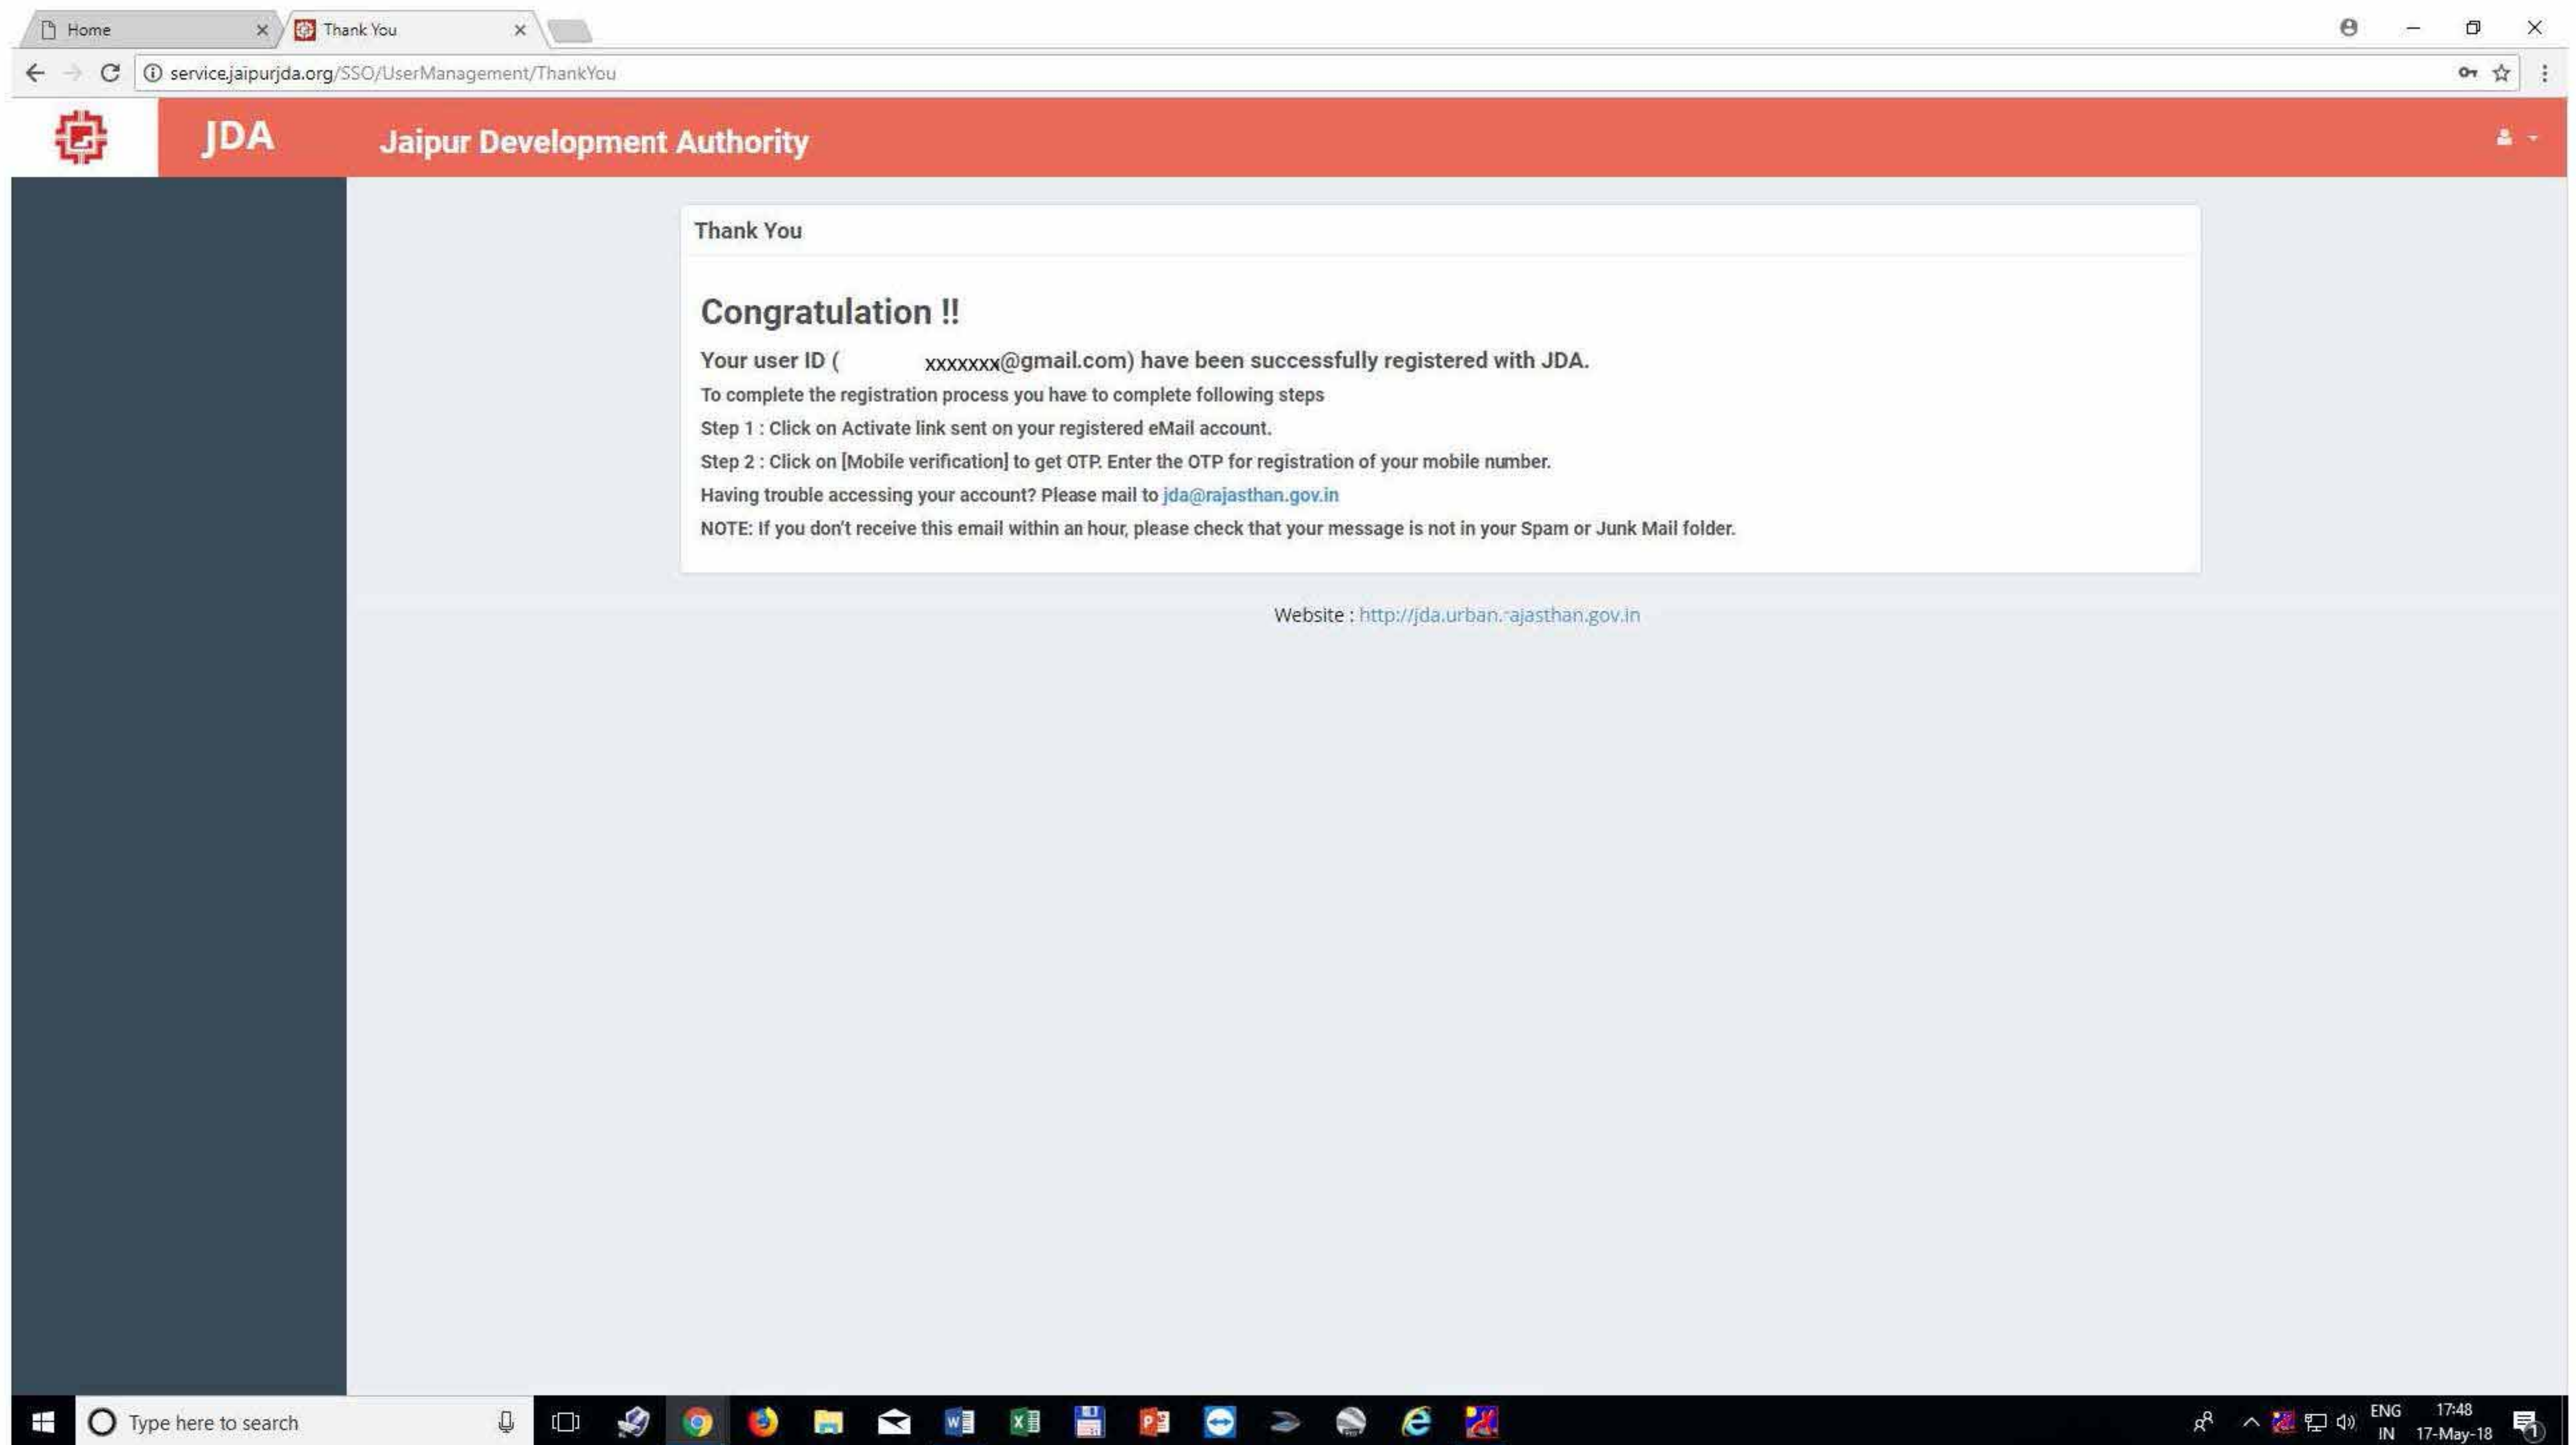 Home
Thank You
service.jaipurjda.org/SSO/UserManagement/ThankYou
JDA
Jaipur Development Authority
Thank You
Congratulation !!
Your user ID ( xxxxxxx@gmail.com) have been successfully registered with JDA.
To complete the registration process you have to complete following steps
Step 1 : Click on Activate link sent on your registered eMail account.
Step 2 : Click on [Mobile verification] to get OTP. Enter the OTP for registration of your mobile number.
Having trouble accessing your account? Please mail to jda@rajasthan.gov.in
NOTE: If you don't receive this email within an hour, please check that your message is not in your Spam or Junk Mail folder.
Website : http://jda.urban.rajasthan.gov.in
Type here to search
ENG
IN
17:48
17-May-18
1